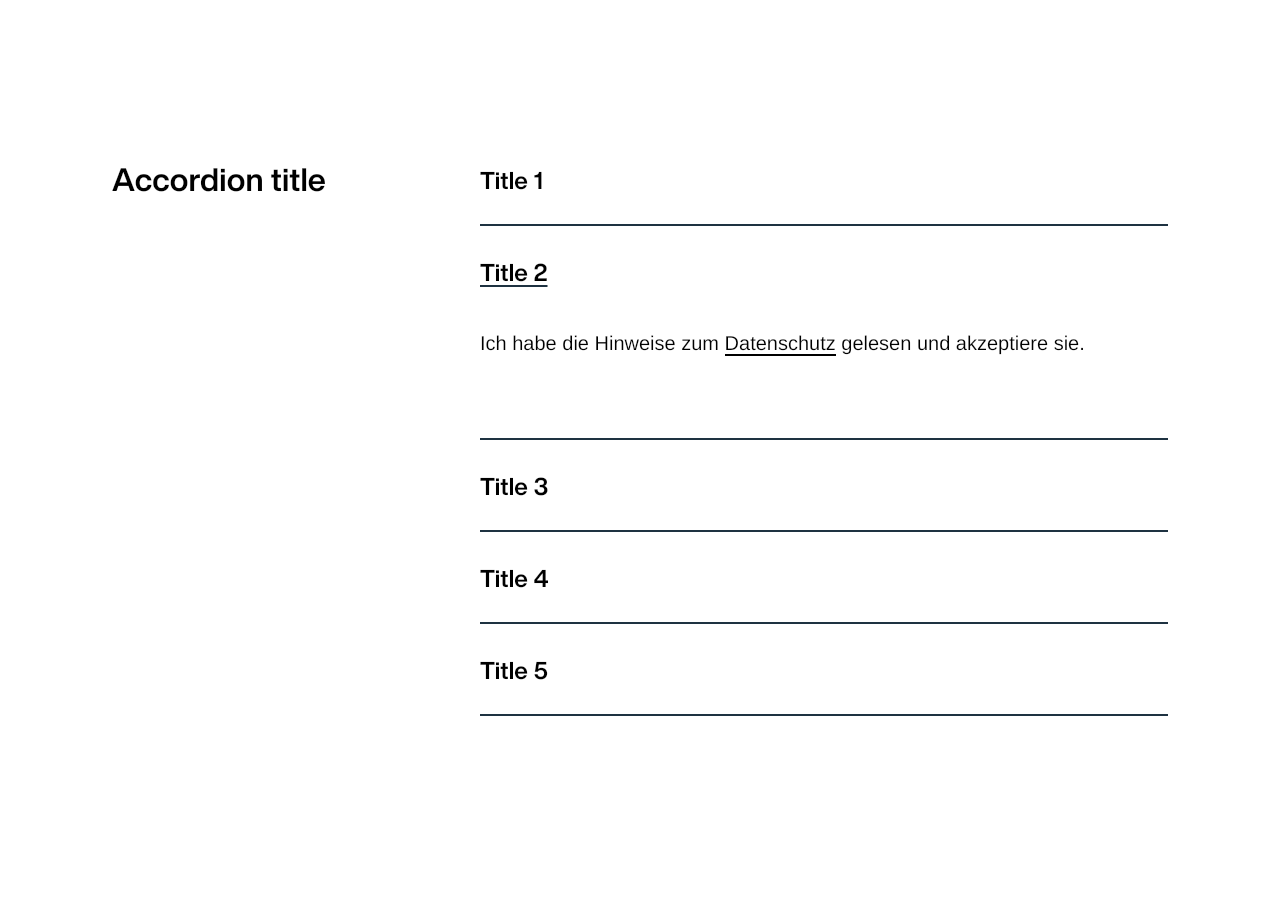 Accordion title
Title 1
Title 2
Ich habe die Hinweise zum Datenschutz gelesen und akzeptiere sie.
Title 3
Title 4
Title 5